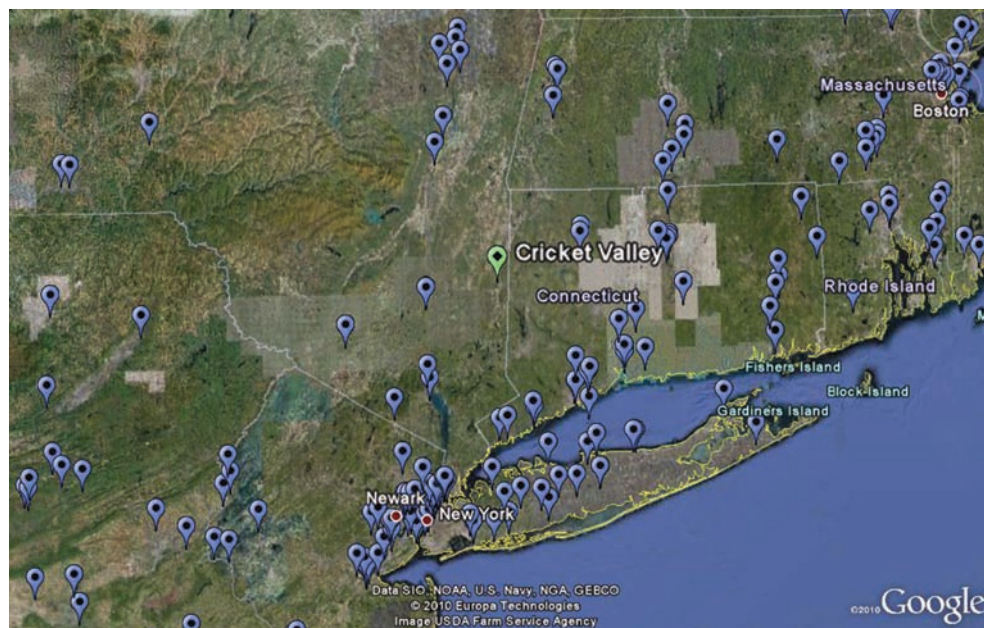 Massachusetts
Boston
Cricket Valley
Connecticut
Rhode Island
Fishers Island
Block Island
Gardiners Island
Newark
New York
Data SIO, NOAA, U.S. Navy, NGA, GEBCO
© 2010 Europa Technologies
Image USDA Farm Service Agency
©2010 Google